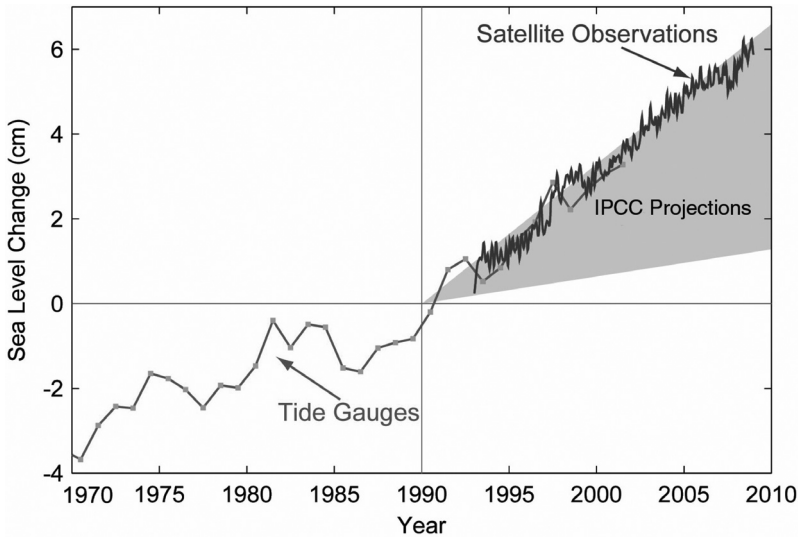 6
4
2
0
-2
-4
Sea Level Change (cm)
Satellite Observations
IPCC Projections
Tide Gauges
1970 1975 1980 1985 1990 1995 2000 2005 2010
Year